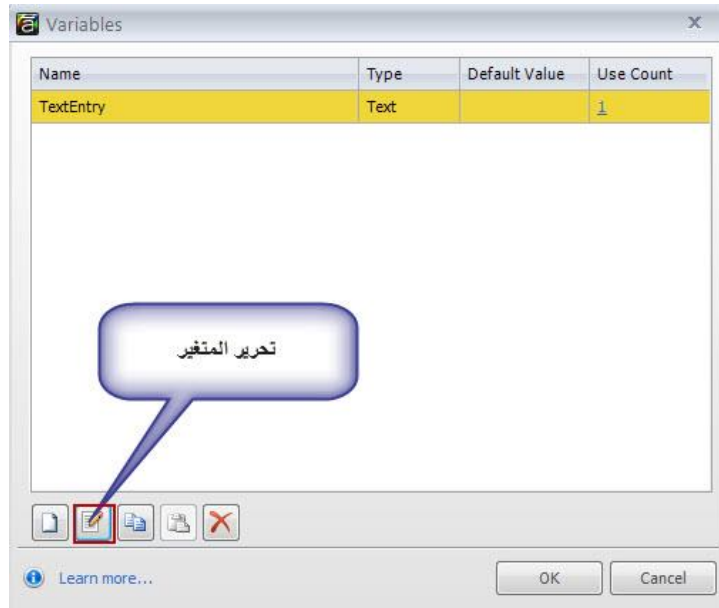 Variables
Name Type Default Value Use Count
TextEntry Text 1
تحرير المتغير
Learn more... OK Cancel